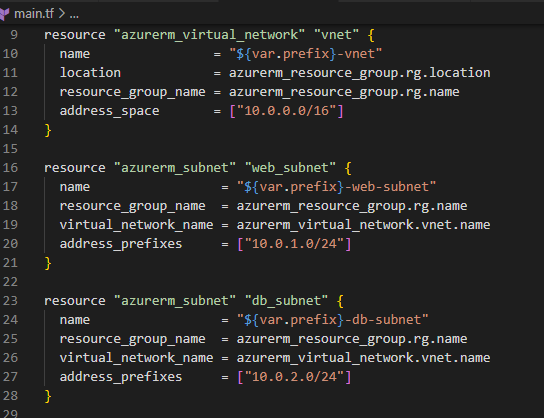 main.tf > ...
9 resource "azurerm_virtual_network" "vnet" {
10   name                = "${var.prefix}-vnet"
11   location            = azurerm_resource_group.rg.location
12   resource_group_name = azurerm_resource_group.rg.name
13   address_space       = ["10.0.0.0/16"]
14 }
15
16 resource "azurerm_subnet" "web_subnet" {
17   name                 = "${var.prefix}-web-subnet"
18   resource_group_name  = azurerm_resource_group.rg.name
19   virtual_network_name = azurerm_virtual_network.vnet.name
20   address_prefixes     = ["10.0.1.0/24"]
21 }
22
23 resource "azurerm_subnet" "db_subnet" {
24   name                 = "${var.prefix}-db-subnet"
25   resource_group_name  = azurerm_resource_group.rg.name
26   virtual_network_name = azurerm_virtual_network.vnet.name
27   address_prefixes     = ["10.0.2.0/24"]
28 }
29